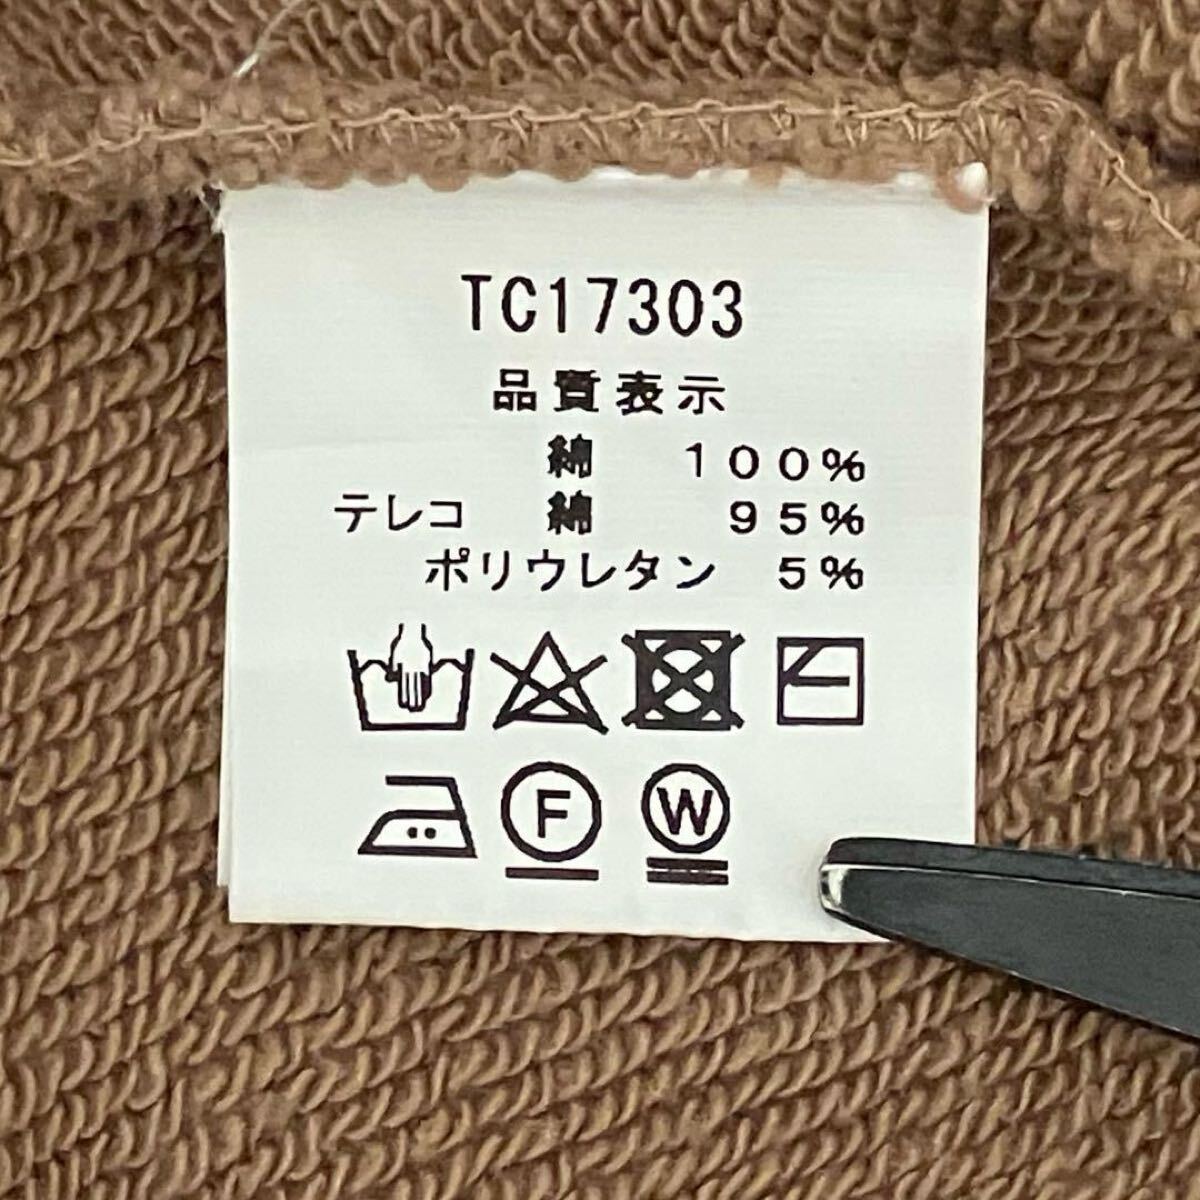 TC17303
品質表示
綿 100%
テレコ 綿 95%
ポリウレタン 5%
F W